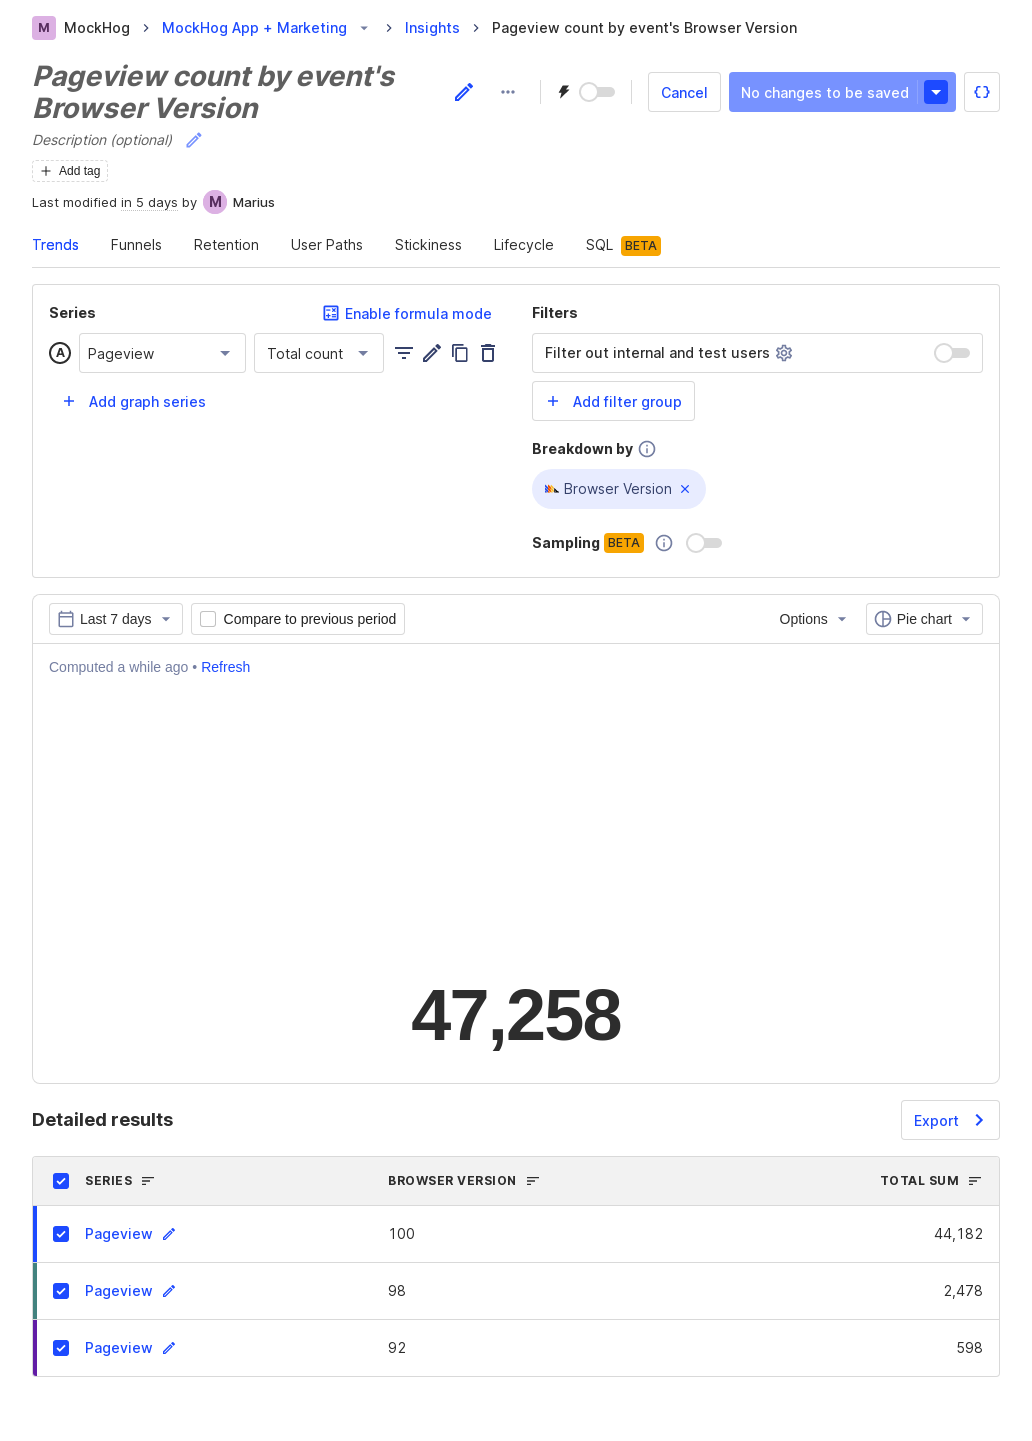 M MockHog > MockHog App + Marketing > Insights > Pageview count by event's Browser Version
Pageview count by event's
Browser Version
Cancel
No changes to be saved
Description (optional)
+ Add tag
Last modified in 5 days by M Marius
Trends Funnels Retention User Paths Stickiness Lifecycle SQL BETA
Series
Enable formula mode
A Pageview
Total count
+ Add graph series
Filters
Filter out internal and test users
+ Add filter group
Breakdown by
Browser Version
Sampling BETA
Last 7 days
Compare to previous period
Options
Pie chart
Computed a while ago • Refresh
47,258
Detailed results
Export
SERIES BROWSER VERSION TOTAL SUM
Pageview 100 44,182
Pageview 98 2,478
Pageview 92 598